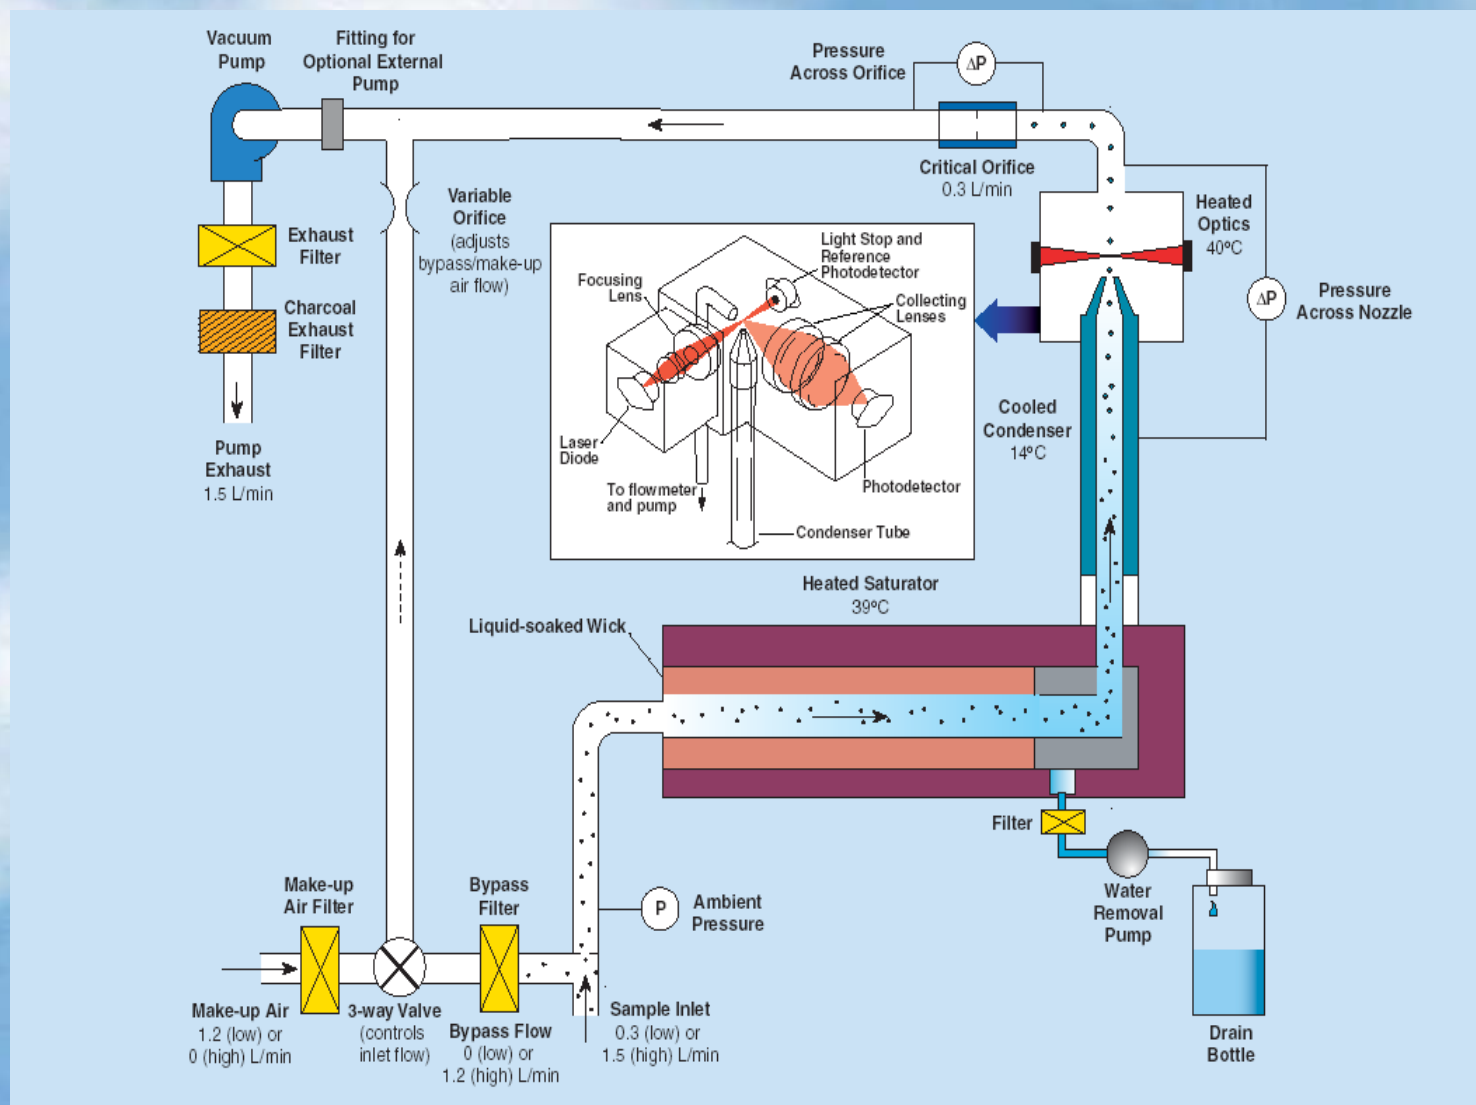 Vacuum
Pump
Fitting for
Optional External
Pump
Pressure
Across Orifice
ΔP
Critical Orifice
0.3 L/min
Heated
Optics
40ºC
Variable
Orifice
(adjusts
bypass/make-up
air flow)
Exhaust
Filter
Charcoal
Exhaust
Filter
Light Stop and
Reference
Photodetector
Focusing
Lens
Collecting
Lenses
ΔP
Pressure
Across Nozzle
Cooled
Condenser
14ºC
Laser
Diode
Pump
Exhaust
1.5 L/min
To flowmeter
and pump
Photodetector
Condenser Tube
Heated Saturator
39ºC
Liquid-soaked Wick
Filter
Make-up
Air Filter
Bypass
Filter
P
Ambient
Pressure
Water
Removal
Pump
Make-up Air
1.2 (low) or
0 (high) L/min
3-way Valve
(controls
inlet flow)
Bypass Flow
0 (low) or
1.2 (high) L/min
Sample Inlet
0.3 (low) or
1.5 (high) L/min
Drain
Bottle